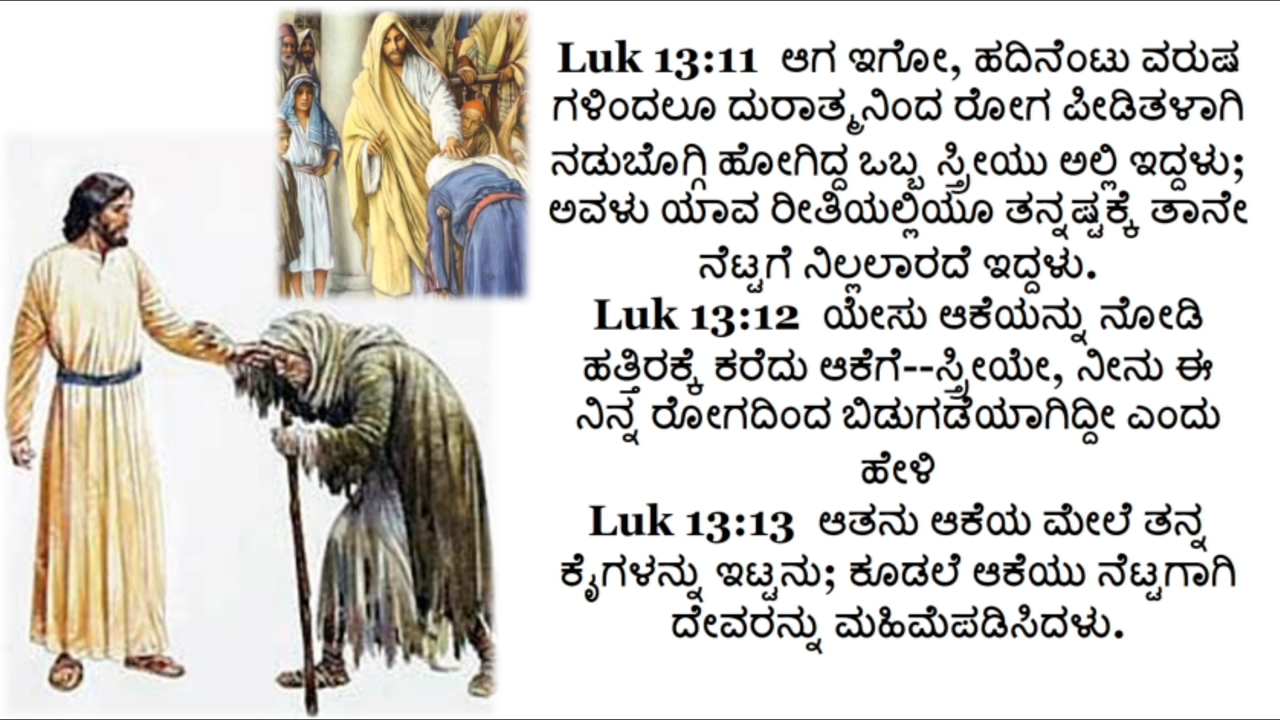 Luk 13:11  ಆಗ ಇಗೋ, ಹದಿನೆಂಟು ವರುಷ
ಗಳಿಂದಲೂ ದುರಾತ್ಮನಿಂದ ರೋಗ ಪೀಡಿತಳಾಗಿ
ನಡುಬೊಗ್ಗಿ ಹೋಗಿದ್ದ ಒಬ್ಬ ಸ್ತ್ರೀಯು ಅಲ್ಲಿ ಇದ್ದಳು;
ಅವಳು ಯಾವ ರೀತಿಯಲ್ಲಿಯೂ ತನ್ನಷ್ಟಕ್ಕೆ ತಾನೇ
ನೆಟ್ಟಗೆ ನಿಲ್ಲಲಾರದೆ ಇದ್ದಳು.
Luk 13:12  ಯೇಸು ಆಕೆಯನ್ನು ನೋಡಿ
ಹತ್ತಿರಕ್ಕೆ ಕರೆದು ಆಕೆಗೆ--ಸ್ತ್ರೀಯೇ, ನೀನು ಈ
ನಿನ್ನ ರೋಗದಿಂದ ಬಿಡುಗಡೆಯಾಗಿದ್ದೀ ಎಂದು
ಹೇಳಿ
Luk 13:13  ಆತನು ಆಕೆಯ ಮೇಲೆ ತನ್ನ
ಕೈಗಳನ್ನು ಇಟ್ಟನು; ಕೂಡಲೆ ಆಕೆಯು ನೆಟ್ಟಗಾಗಿ
ದೇವರನ್ನು ಮಹಿಮೆಪಡಿಸಿದಳು.